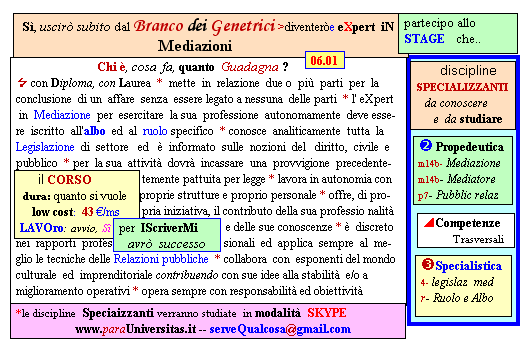 Sì, uscirò subito dal Branco dei Genetrici >diventeròe eXpert iN
Mediazioni
partecipo allo
STAGE che..
06.01
Chi è, cosa fa, quanto Guadagna ?
con Diploma, con Laurea * mette in relazione due o più parti per la
conclusione di un affare senza essere legato a nessuna delle parti * l' eXpert
in Mediazione per esercitare la sua professione autonomamente deve esse-
re iscritto all'albo ed al ruolo specifico * conosce analiticamente tutta la
Legislazione di settore ed è informato sulle nozioni del diritto, civile e
pubblico * per la sua attività dovrà incassare una provvigione precedente-
temente pattuita per legge * lavora in autonomia con
proprie strutture e proprio personale * offre, di pro-
pria iniziativa, il contributo della sua professio nalità
e delle sue conoscenze * è discreto
nei rapporti profes sionali ed applica sempre al me-
glio le tecniche delle Relazioni pubbliche * collabora con esponenti del mondo
culturale ed imprenditoriale contribuendo con sue idee alla stabilità e/o a
miglioramento operativi * opera sempre con responsabilità ed obiettività
il CORSO
dura: quanto si vuole
low cost: 43 €/ms
LAVOro: avvio, Sì
per IScriverMi
avrò successo
*le discipline Speciaizzanti verranno studiate in modalità SKYPE
www.paraUniversitas.it -- serveQualcosa@gmail.com
discipline
SPECIALIZZANTI
da conoscere
e da studiare
2 Propedeutica
m14b- Mediazione
m14b- Mediatore
p7- Pubblic relaz
Competenze
Trasversali
3 Specialistica
4- legislaz med
r- Ruolo e Albo